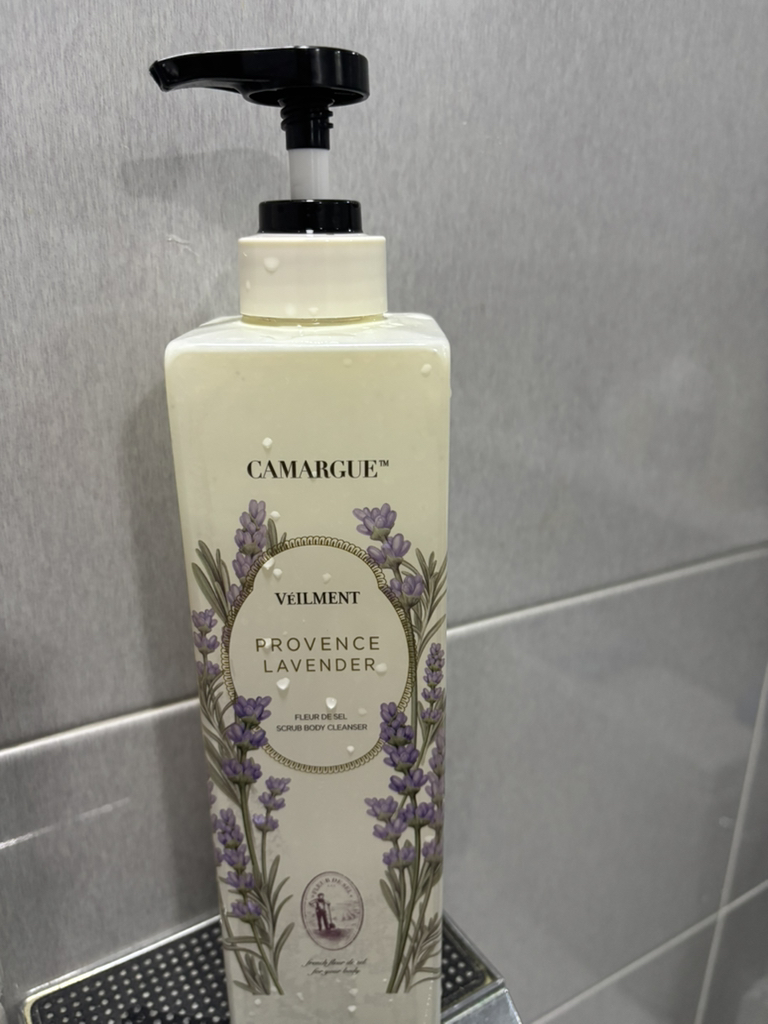 CAMARGUE™
VÉILMENT
PROVENCE
LAVENDER
FLEUR DE SEL
SCRUB BODY CLEANSER
french fleur de sel
for your body